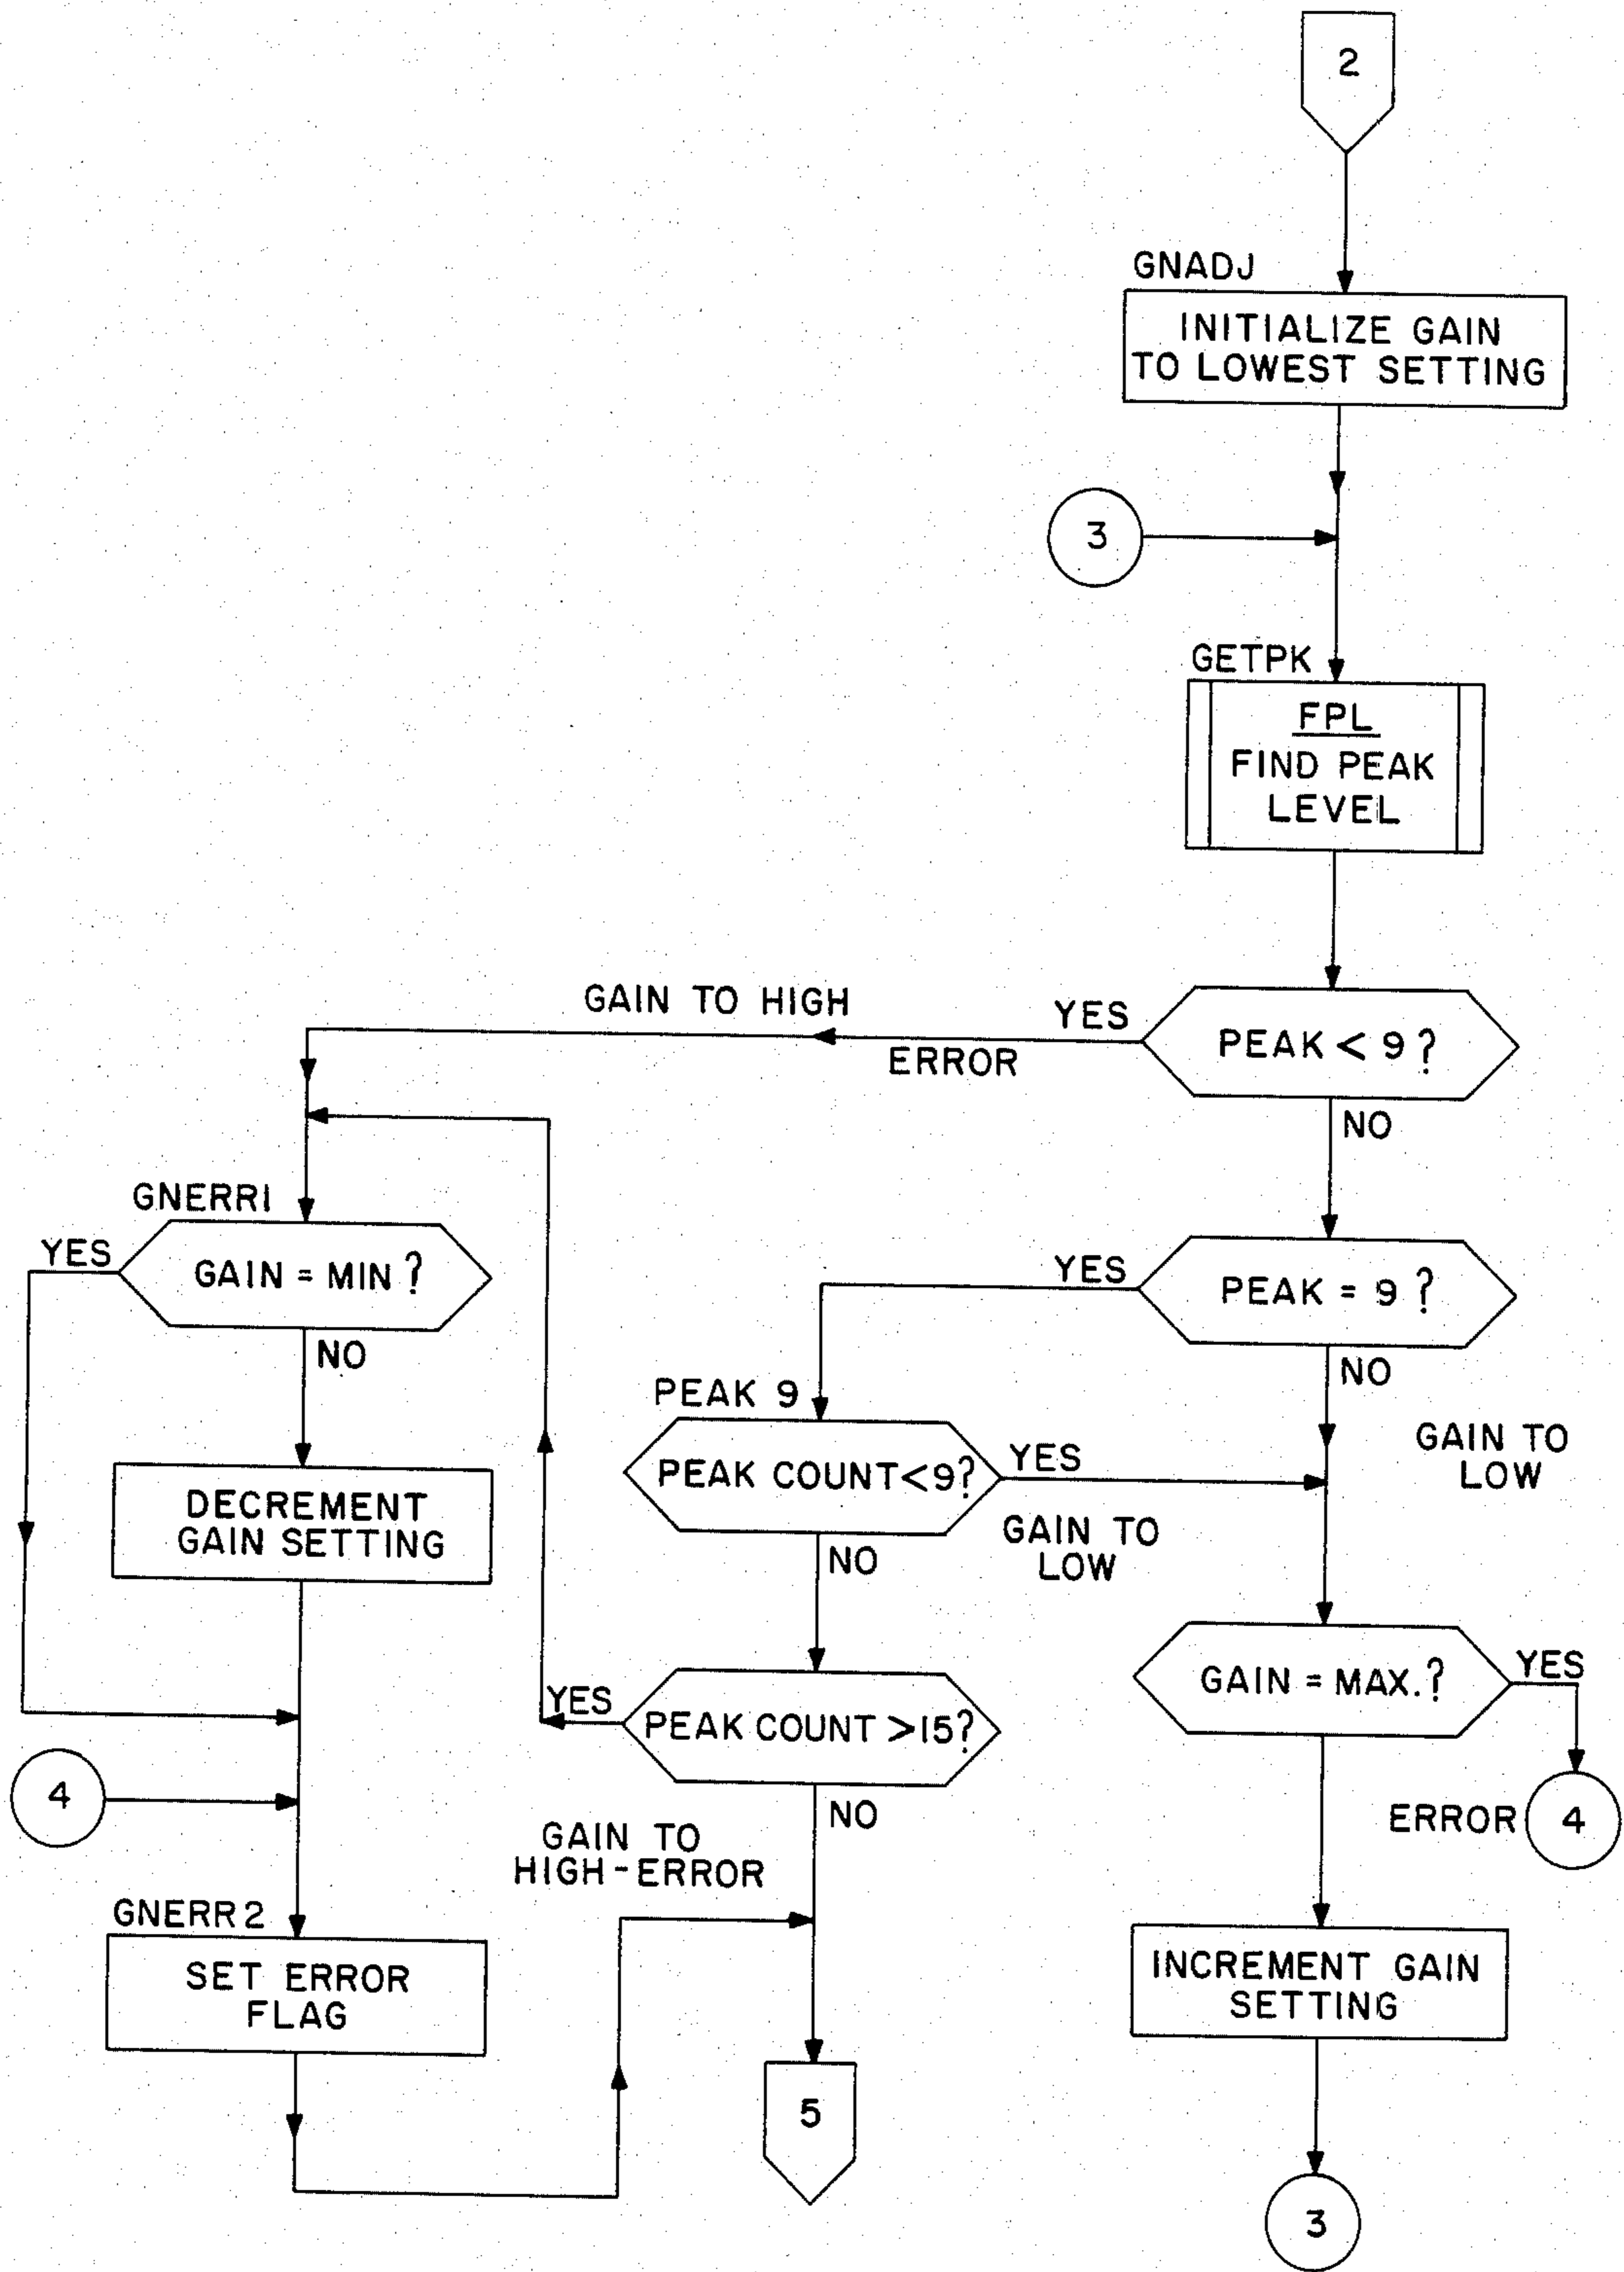 2
GNADJ
INITIALIZE GAIN
TO LOWEST SETTING
3
GETPK
FPL
FIND PEAK
LEVEL
GAIN TO HIGH
YES
ERROR
PEAK < 9 ?
NO
GNERR1
YES
GAIN = MIN ?
NO
YES
PEAK = 9 ?
NO
PEAK 9
PEAK COUNT<9?
YES
GAIN TO
LOW
GAIN TO
LOW
NO
DECREMENT
GAIN SETTING
YES
PEAK COUNT >15?
NO
GAIN = MAX.?
YES
4
ERROR
4
GAIN TO
HIGH-ERROR
GNERR2
SET ERROR
FLAG
INCREMENT GAIN
SETTING
5
3